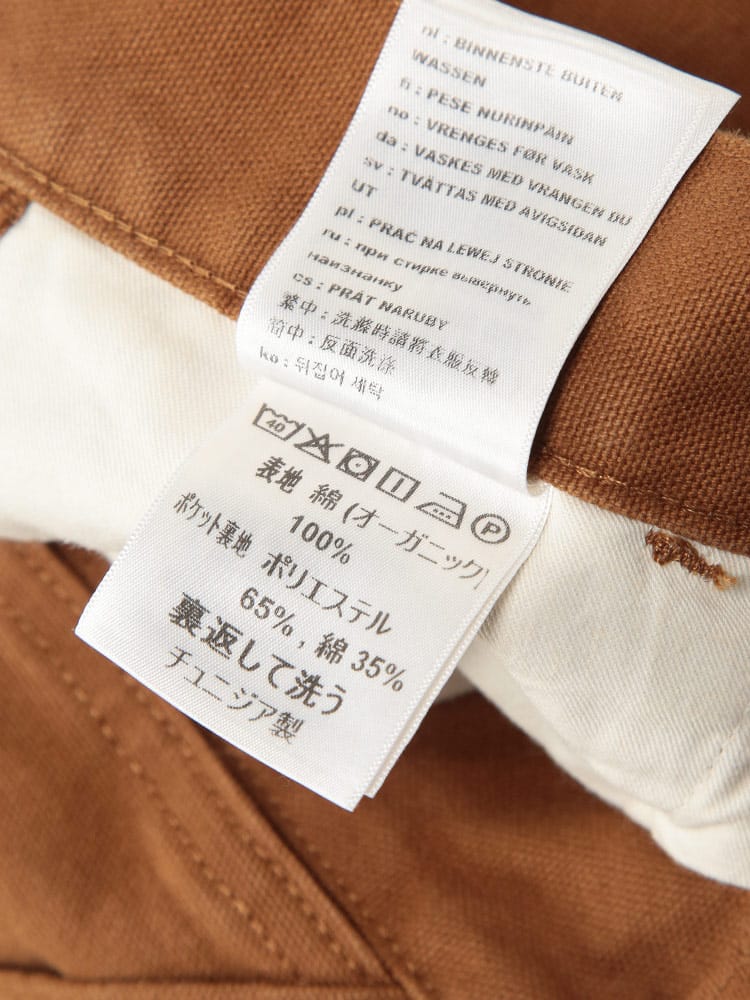 nl : BINNENSTE BUITEN
WASSEN
fi : PESE NURINPÄIN
no : VRENGES FØR VASK
da : VASKES MED VRANGEN DU
sv : TVÄTTAS MED AVIGSIDAN
UT
pl : PRAĆ NA LEWEJ STRONIE
ru : при стирке вывернуть
наизнанку
cs : PRÁT NARUBY
繁中 : 洗滌時請將衣服反轉
簡中 : 反面洗涤
ko : 뒤집어 세탁
40
P
表地 綿 (オーガニック)
100%
ポケット裏地 ポリエステル
65% , 綿 35%
裏返して洗う
チュニジア製